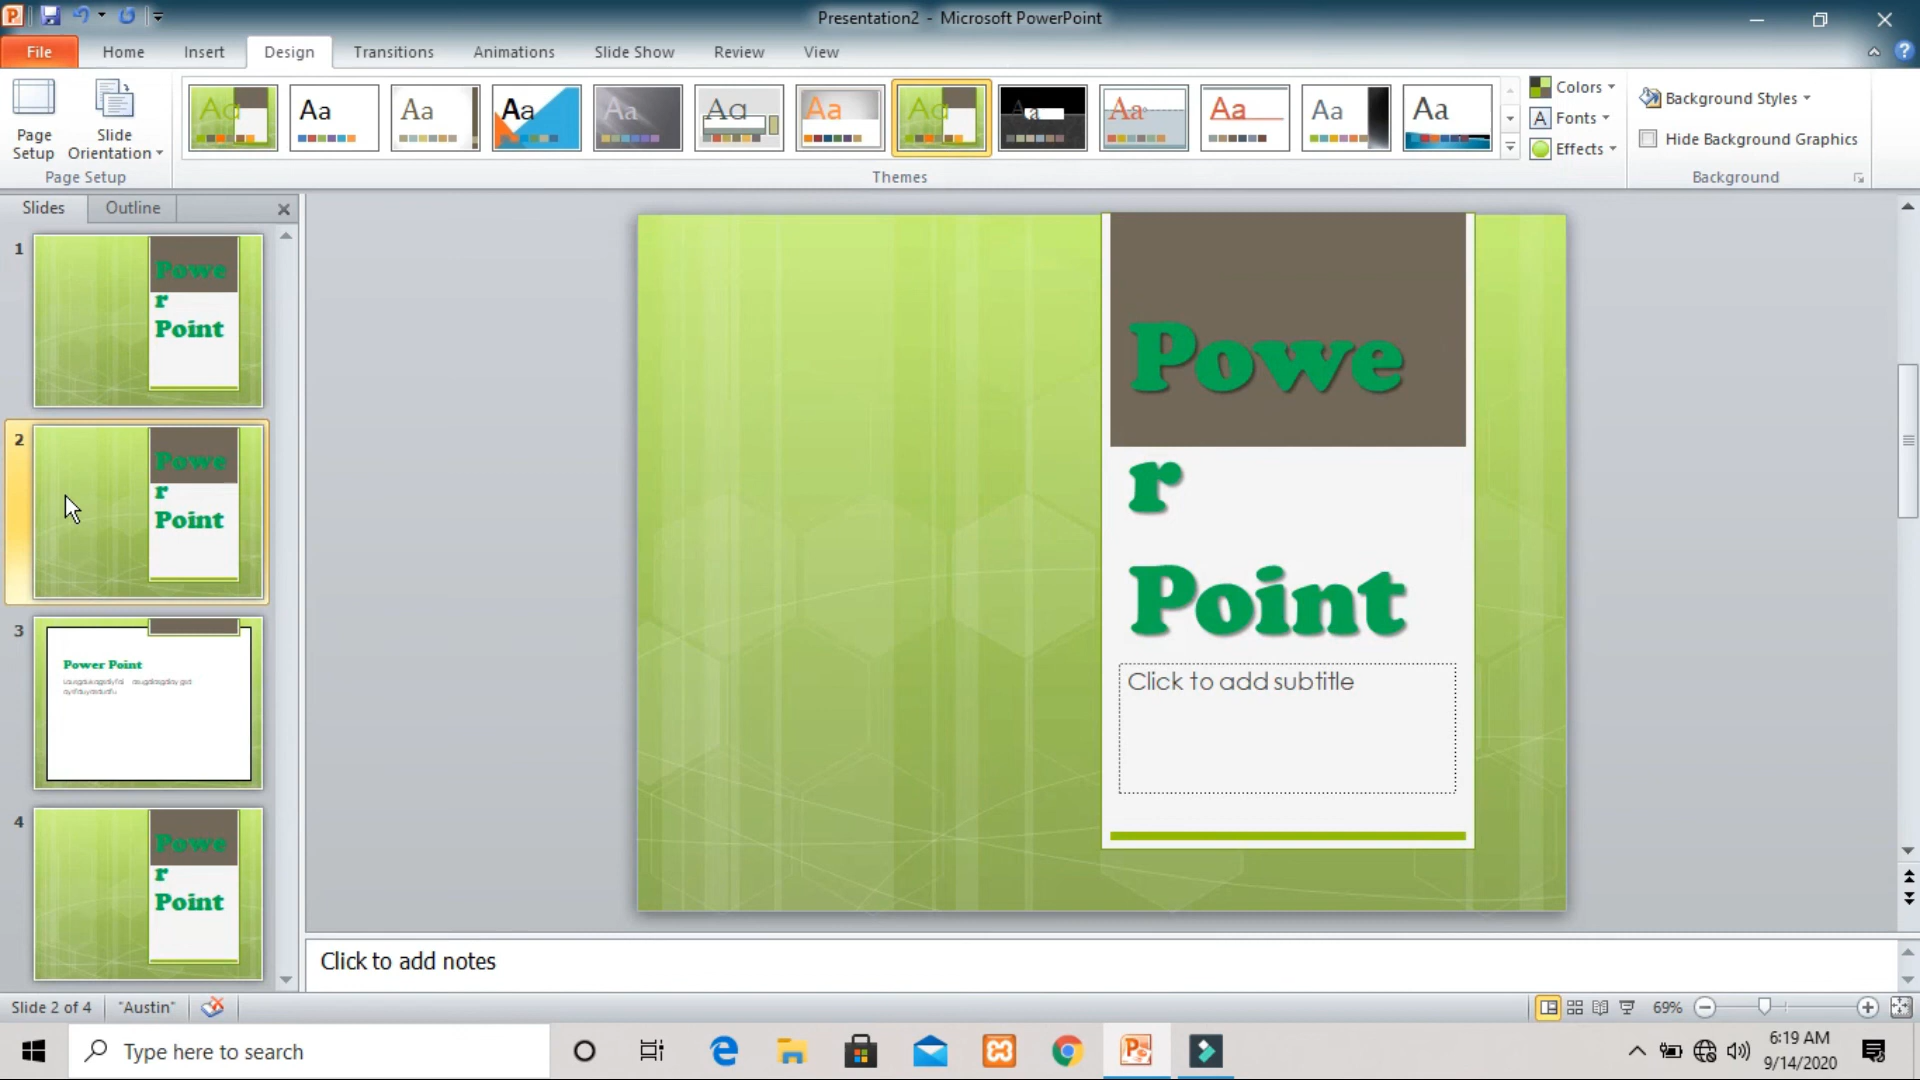 Presentation2 - Microsoft PowerPoint
File Home Insert Design Transitions Animations Slide Show Review View
Page Setup
Slide Orientation
Page Setup
Aa Aa Aa Aa Aa Aa Aa Aa Aa Aa Aa Aa Aa
Themes
Colors
Fonts
Effects
Background Styles
Hide Background Graphics
Background
Slides Outline
1
Powe
r
Point
2
Powe
r
Point
3
Power Point
4
Powe
r
Point
Powe
r
Point
Click to add subtitle
Click to add notes
Slide 2 of 4 "Austin" 69%
Type here to search
6:19 AM
9/14/2020